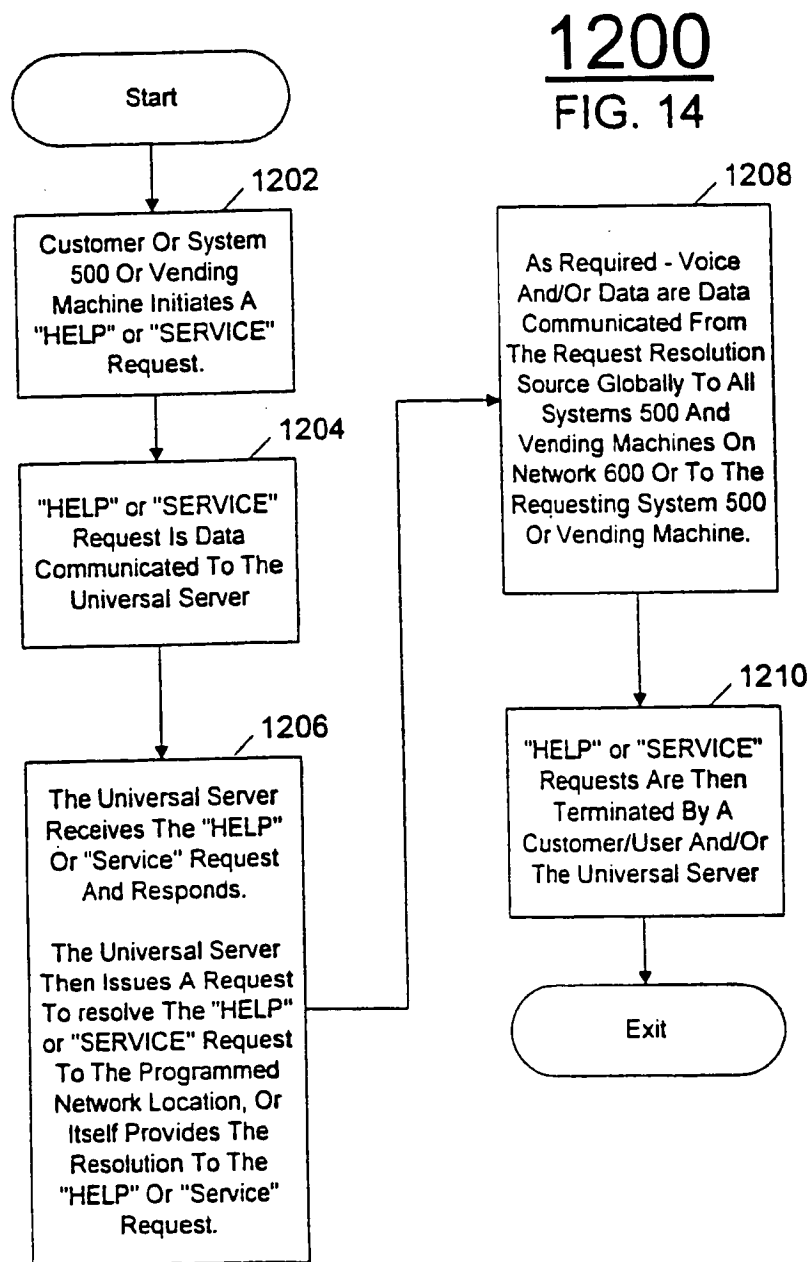 1200
FIG. 14
Start
1202
Customer Or System
500 Or Vending
Machine Initiates A
"HELP" or "SERVICE"
Request.
1204
"HELP" or "SERVICE"
Request Is Data
Communicated To The
Universal Server
1206
The Universal Server
Receives The "HELP"
Or "Service" Request
And Responds.
The Universal Server
Then Issues A Request
To resolve The "HELP"
or "SERVICE" Request
To The Programmed
Network Location, Or
Itself Provides The
Resolution To The
"HELP" Or "Service"
Request.
1208
As Required - Voice
And/Or Data are Data
Communicated From
The Request Resolution
Source Globally To All
Systems 500 And
Vending Machines On
Network 600 Or To The
Requesting System 500
Or Vending Machine.
1210
"HELP" or "SERVICE"
Requests Are Then
Terminated By A
Customer/User And/Or
The Universal Server
Exit